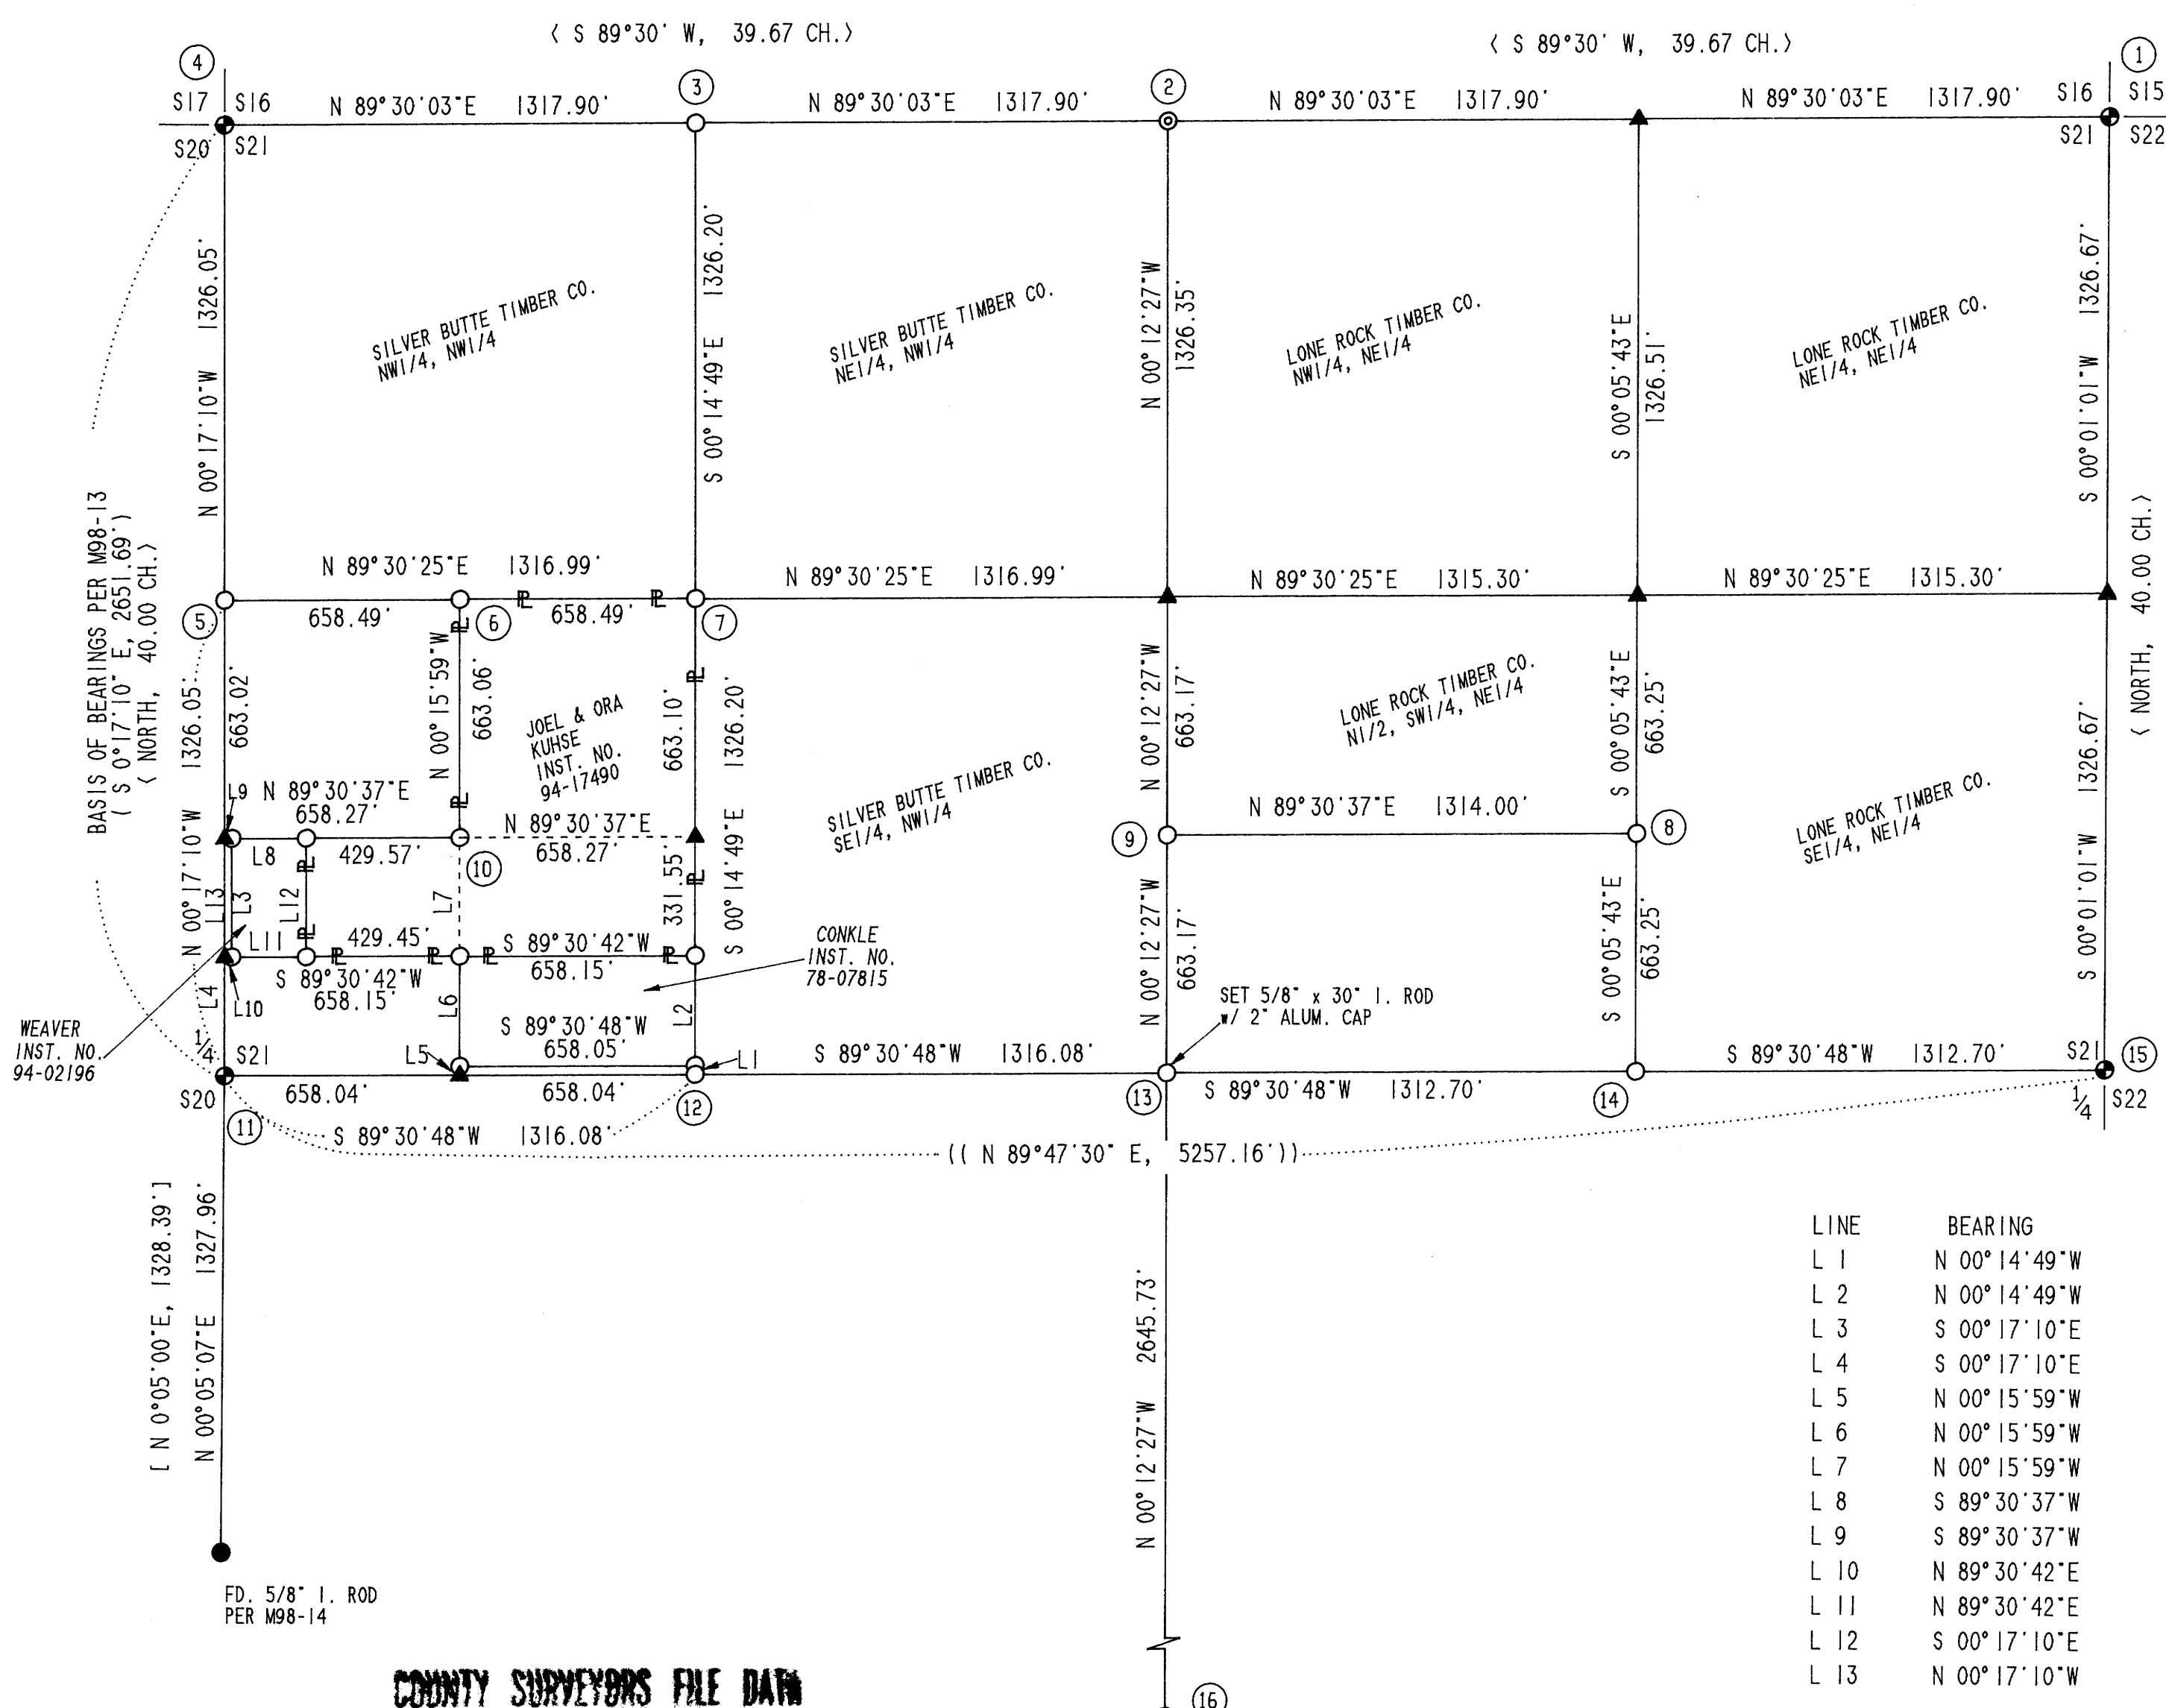 < S 89°30' W, 39.67 CH.>
< S 89°30' W, 39.67 CH.>
4
3
2
1
S17
S16
N 89°30'03"E 1317.90'
N 89°30'03"E 1317.90'
N 89°30'03"E 1317.90'
N 89°30'03"E 1317.90'
S16
S15
S20
S21
S21
S22
N 00°17'10"W 1326.05'
SILVER BUTTE TIMBER CO.
NW1/4, NW1/4
S 00°14'49"E 1326.20'
SILVER BUTTE TIMBER CO.
NE1/4, NW1/4
N 00°12'27"W
1326.35'
LONE ROCK TIMBER CO.
NW1/4, NE1/4
S 00°05'43"E
1326.51'
LONE ROCK TIMBER CO.
NE1/4, NE1/4
S 00°01'01"W 1326.67'
BASIS OF BEARINGS PER M98-13
( S 0°17'10" E, 2651.69')
< NORTH, 40.00 CH.>
< NORTH, 40.00 CH.>
N 89°30'25"E 1316.99'
N 89°30'25"E 1316.99'
N 89°30'25"E 1315.30'
N 89°30'25"E 1315.30'
5
658.49'
6
PL
658.49'
PL
7
N 00°17'10"W 1326.05'
663.02'
N 00°15'59"W
663.06'
PL
PL
JOEL & ORA
KUHSE
INST. NO.
94-17490
663.10'
PL
1326.20'
S 00°14'49"E
SILVER BUTTE TIMBER CO.
SE1/4, NW1/4
N 00°12'27"W
663.17'
LONE ROCK TIMBER CO.
N1/2, SW1/4, NE1/4
S 00°05'43"E
663.25'
LONE ROCK TIMBER CO.
SE1/4, NE1/4
S 00°01'01"W 1326.67'
L9
N 89°30'37"E
658.27'
N 89°30'37"E
658.27'
N 89°30'37"E 1314.00'
9
8
L8
429.57'
10
PL
L13
L3
L12
L7
331.55'
PL
N 00°12'27"W
663.17'
S 00°05'43"E
663.25'
L11
PL
429.45'
S 89°30'42"W
PL
PL
PL
PL
S 89°30'42"W
658.15'
658.15'
CONKLE
INST. NO.
78-07815
L4
L10
L6
L2
S 89°30'48"W
658.05'
SET 5/8" x 30" I. ROD
w/ 2" ALUM. CAP
WEAVER
INST. NO.
94-02196
1/4
S21
L5
L1
S 89°30'48"W 1316.08'
S 89°30'48"W 1312.70'
S21
15
S20
658.04'
658.04'
12
13
S 89°30'48"W 1312.70'
14
1/4
S22
11
S 89°30'48"W 1316.08'
(( N 89°47'30" E, 5257.16'))
[ N 0°05'00"E, 1328.39']
N 00°05'07"E 1327.96'
N 00°12'27"W 2645.73'
LINE BEARING
L 1 N 00°14'49"W
L 2 N 00°14'49"W
L 3 S 00°17'10"E
L 4 S 00°17'10"E
L 5 N 00°15'59"W
L 6 N 00°15'59"W
L 7 N 00°15'59"W
L 8 S 89°30'37"W
L 9 S 89°30'37"W
L 10 N 89°30'42"E
L 11 N 89°30'42"E
L 12 S 00°17'10"E
L 13 N 00°17'10"W
FD. 5/8" I. ROD
PER M98-14
COUNTY SURVEYORS FILE DATA
16